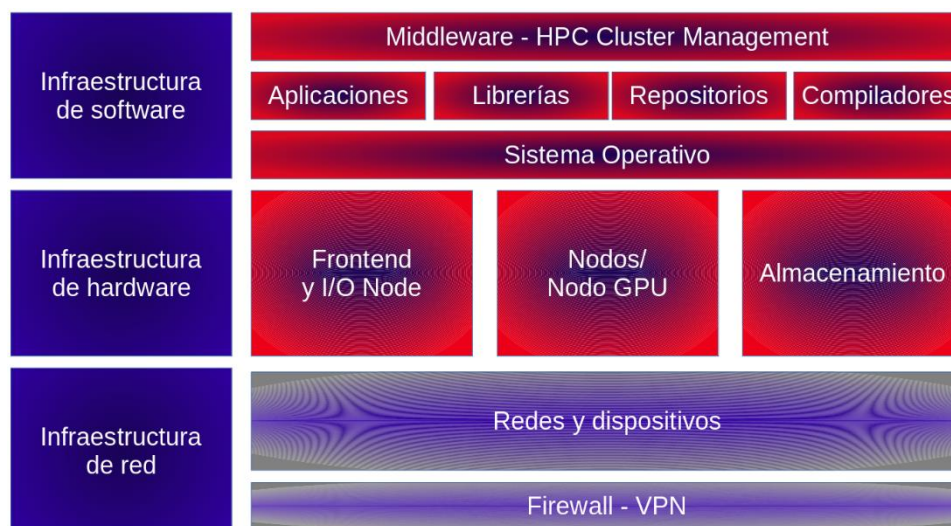 Infraestructura
de software
Middleware - HPC Cluster Management
Aplicaciones
Librerías
Repositorios
Compiladores
Sistema Operativo
Infraestructura
de hardware
Frontend
y I/O Node
Nodos/
Nodo GPU
Almacenamiento
Infraestructura
de red
Redes y dispositivos
Firewall - VPN